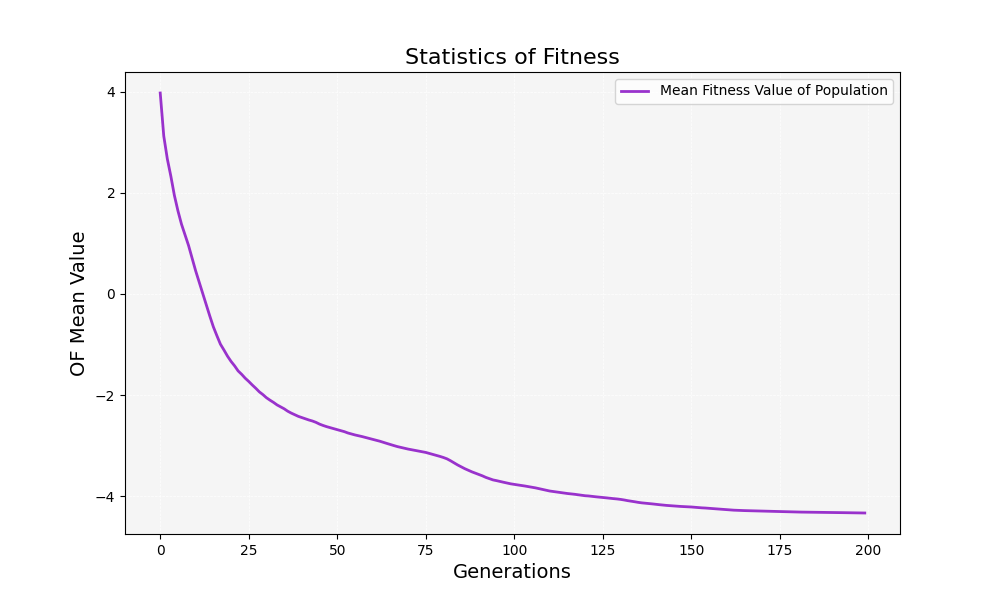 Statistics of Fitness
Mean Fitness Value of Population
OF Mean Value
4
2
0
−2
−4
0 25 50 75 100 125 150 175 200
Generations